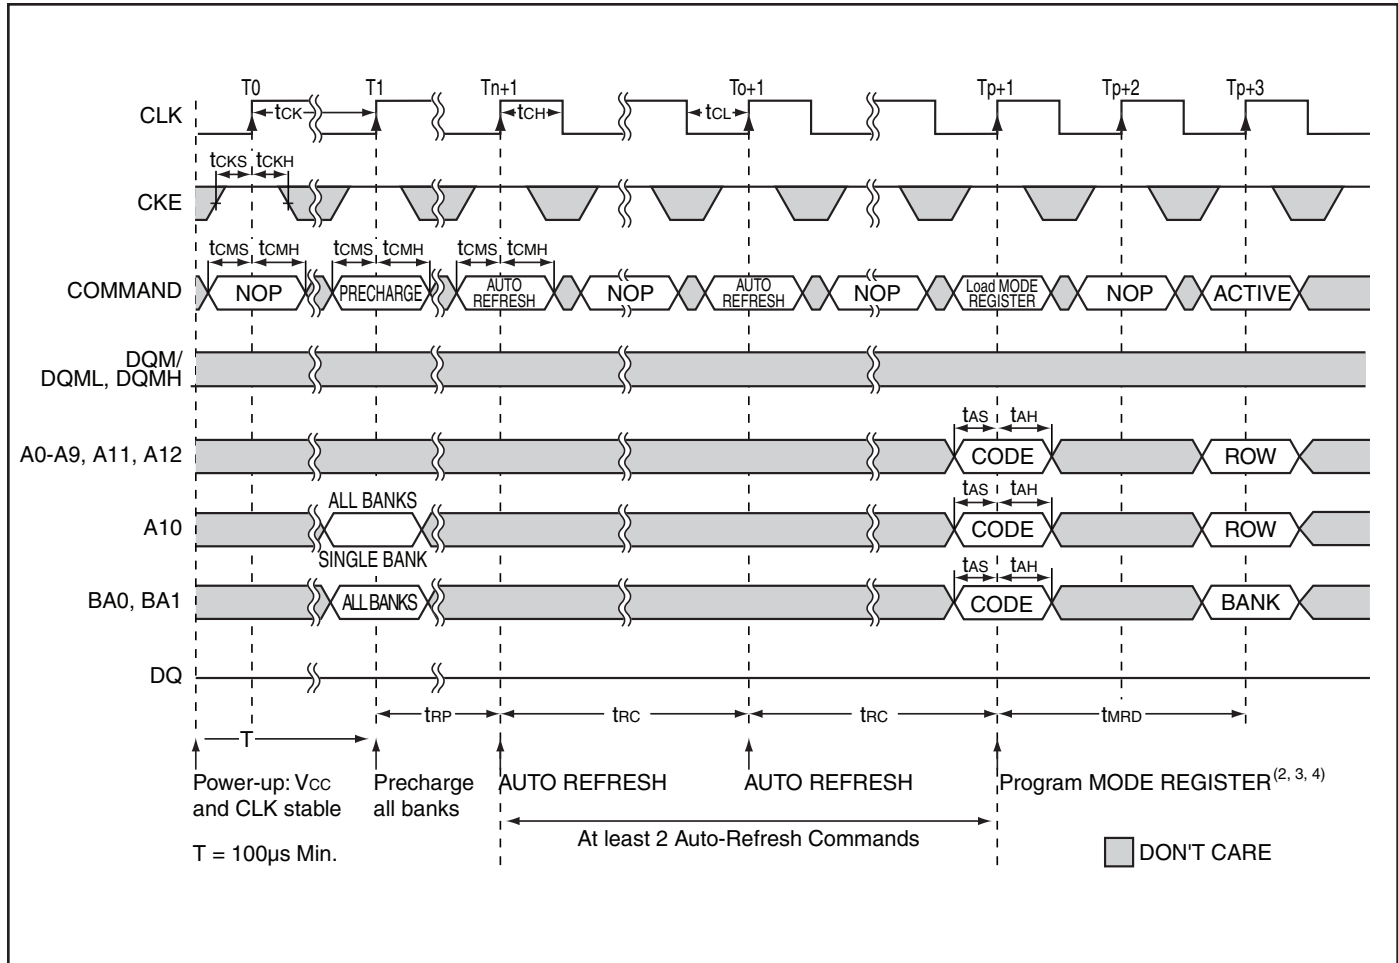 T0 T1 Tn+1 To+1 Tp+1 Tp+2 Tp+3
CLK tCK tCH tCL
tCKS tCKH
CKE
tCMS tCMH tCMS tCMH tCMS tCMH
COMMAND NOP PRECHARGE AUTO REFRESH NOP AUTO REFRESH NOP Load MODE REGISTER NOP ACTIVE
DQM/
DQML, DQMH
tAS tAH
A0-A9, A11, A12 CODE ROW
ALL BANKS tAS tAH
A10 CODE ROW
SINGLE BANK tAS tAH
BA0, BA1 ALL BANKS CODE BANK
DQ
tRP tRC tRC tMRD
T
Power-up: VCC Precharge AUTO REFRESH AUTO REFRESH Program MODE REGISTER(2, 3, 4)
and CLK stable all banks
At least 2 Auto-Refresh Commands
T = 100µs Min. DON'T CARE